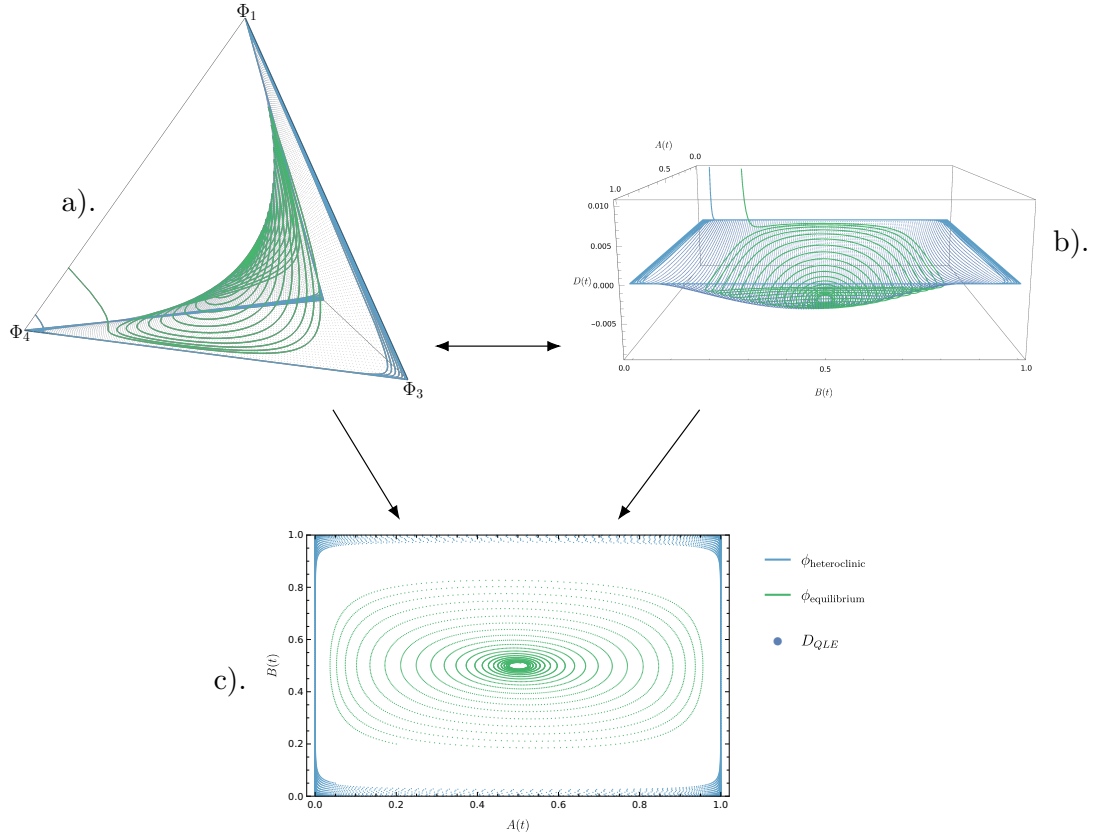 Φ₁
a).
Φ₄
Φ₃
A(t)
0.0
0.5
1.0
0.010
0.005
D(t)
0.000
-0.005
0.0
0.5
1.0
B(t)
b).
1.0
0.8
0.6
0.4
0.2
0.0
B(t)
c).
0.0
0.2
0.4
0.6
0.8
1.0
A(t)
ϕheteroclinic
ϕequilibrium
D_QLE